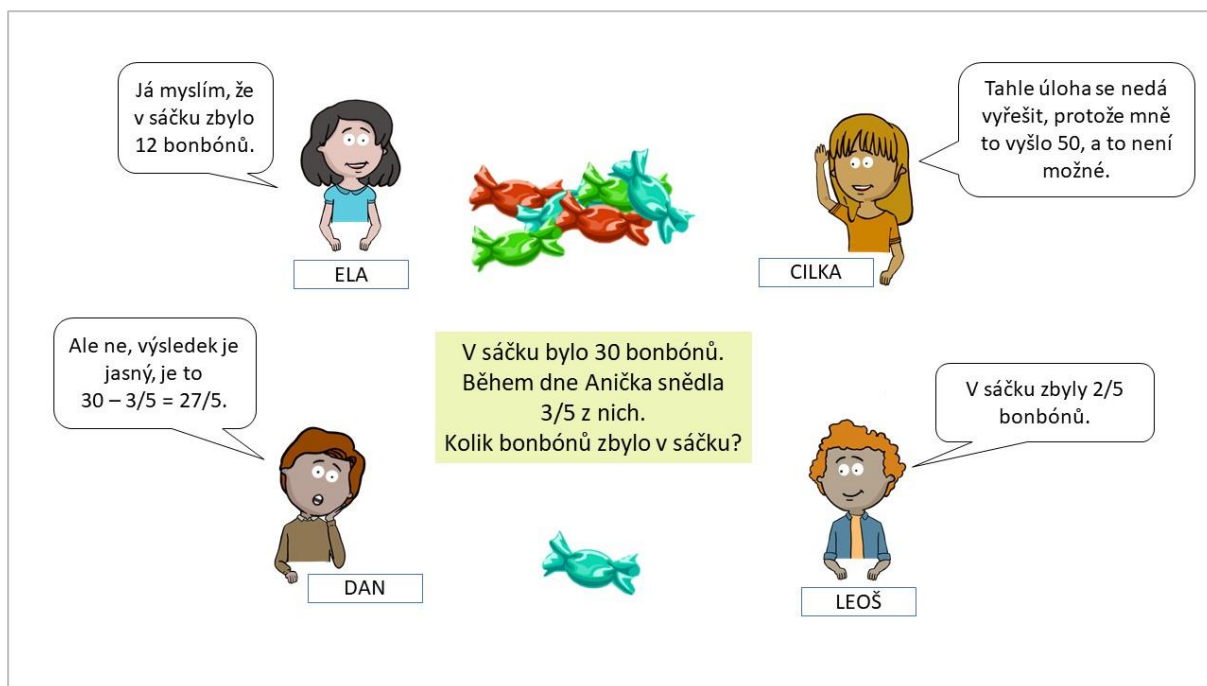 Já myslím, že
v sáčku zbylo
12 bonbónů.
ELA
Tahle úloha se nedá
vyřešit, protože mně
to vyšlo 50, a to není
možné.
CILKA
Ale ne, výsledek je
jasný, je to
30 – 3/5 = 27/5.
DAN
V sáčku bylo 30 bonbónů.
Během dne Anička snědla
3/5 z nich.
Kolik bonbónů zbylo v sáčku?
V sáčku zbyly 2/5
bonbónů.
LEOŠ